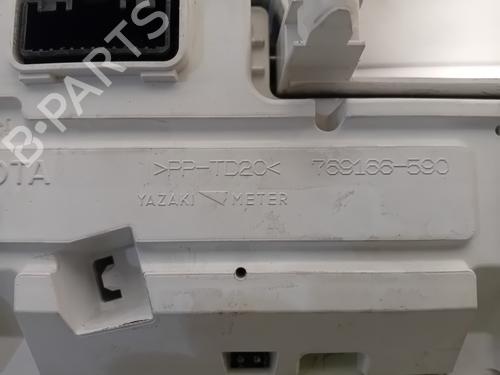 B-PARTS
>PP-TD20< 769166-590
OTA
YAZAKI METER